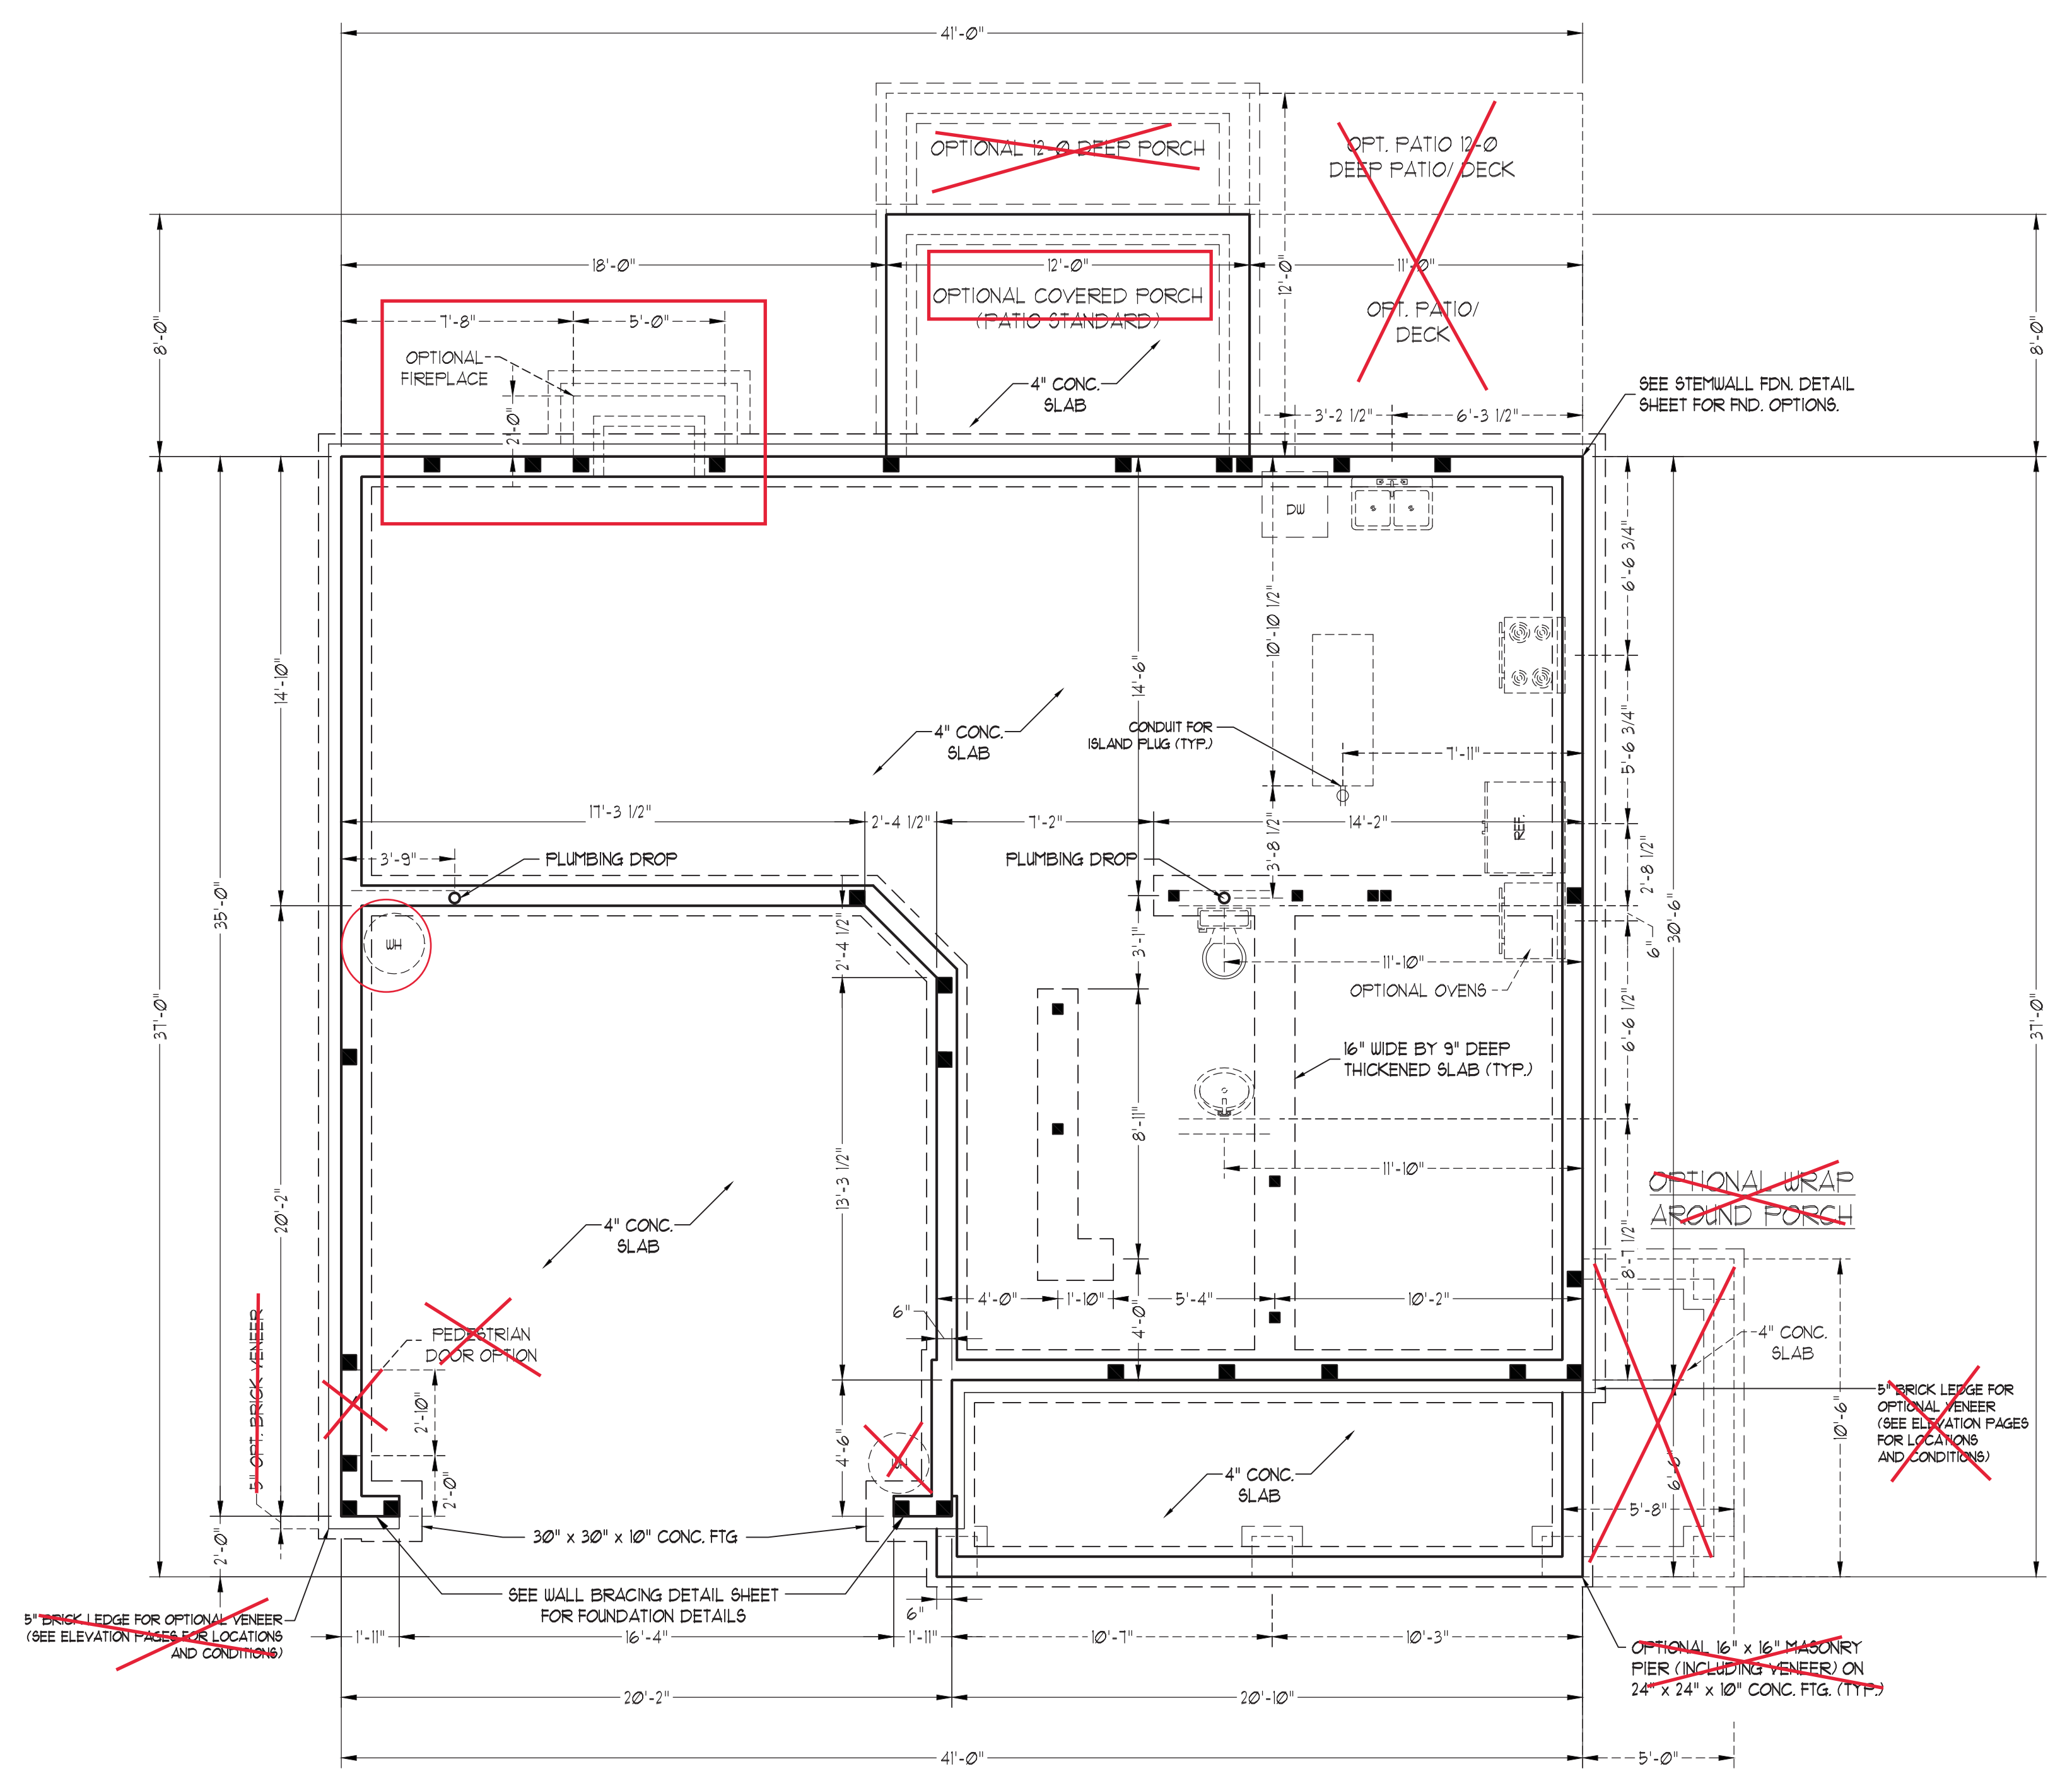 41'-0"
OPTIONAL 12-0 DEEP PORCH
OPT. PATIO 12-0
DEEP PATIO/ DECK
18'-0"
12'-0"
11'-0"
12'-0"
8'-0"
8'-0"
OPTIONAL COVERED PORCH
(PATIO STANDARD)
OPT. PATIO/
DECK
7'-8"
5'-0"
OPTIONAL
FIREPLACE
2'-0"
4" CONC.
SLAB
3'-2 1/2"
6'-3 1/2"
SEE STEMWALL FDN. DETAIL
SHEET FOR FND. OPTIONS.
DW
6'-6 3/4"
10'-10 1/2"
14'-10"
14'-6"
4" CONC.
SLAB
CONDUIT FOR
ISLAND PLUG (TYP.)
7'-11"
5'-6 3/4"
17'-3 1/2"
2'-4 1/2"
7'-2"
14'-2"
REF.
3'-8 1/2"
3'-9"
PLUMBING DROP
PLUMBING DROP
2'-8 1/2"
35'-0"
30'-6"
WH
2'-4 1/2"
3'-1"
6"
11'-10"
OPTIONAL OVENS
37'-0"
37'-0"
6'-6 1/2"
16" WIDE BY 9" DEEP
THICKENED SLAB (TYP.)
8'-11"
13'-3 1/2"
20'-2"
11'-10"
OPTIONAL WRAP
AROUND PORCH
4" CONC.
SLAB
8'-7 1/2"
6"
4'-0"
1'-10"
5'-4"
10'-2"
4'-0"
5" OPT. BRICK VENEER
PEDESTRIAN
DOOR OPTION
4" CONC.
SLAB
2'-10"
5" BRICK LEDGE FOR
OPTIONAL VENEER
(SEE ELEVATION PAGES
FOR LOCATIONS
AND CONDITIONS)
10'-6"
4'-6"
6'-6"
4" CONC.
SLAB
2'-0"
5'-8"
30" x 30" x 10" CONC. FTG
2'-0"
SEE WALL BRACING DETAIL SHEET
FOR FOUNDATION DETAILS
6"
5" BRICK LEDGE FOR OPTIONAL VENEER
(SEE ELEVATION PAGES FOR LOCATIONS
AND CONDITIONS)
1'-11"
16'-4"
1'-11"
10'-7"
10'-3"
OPTIONAL 16" x 16" MASONRY
PIER (INCLUDING VENEER) ON
24" x 24" x 10" CONC. FTG. (TYP.)
20'-2"
20'-10"
41'-0"
5'-0"